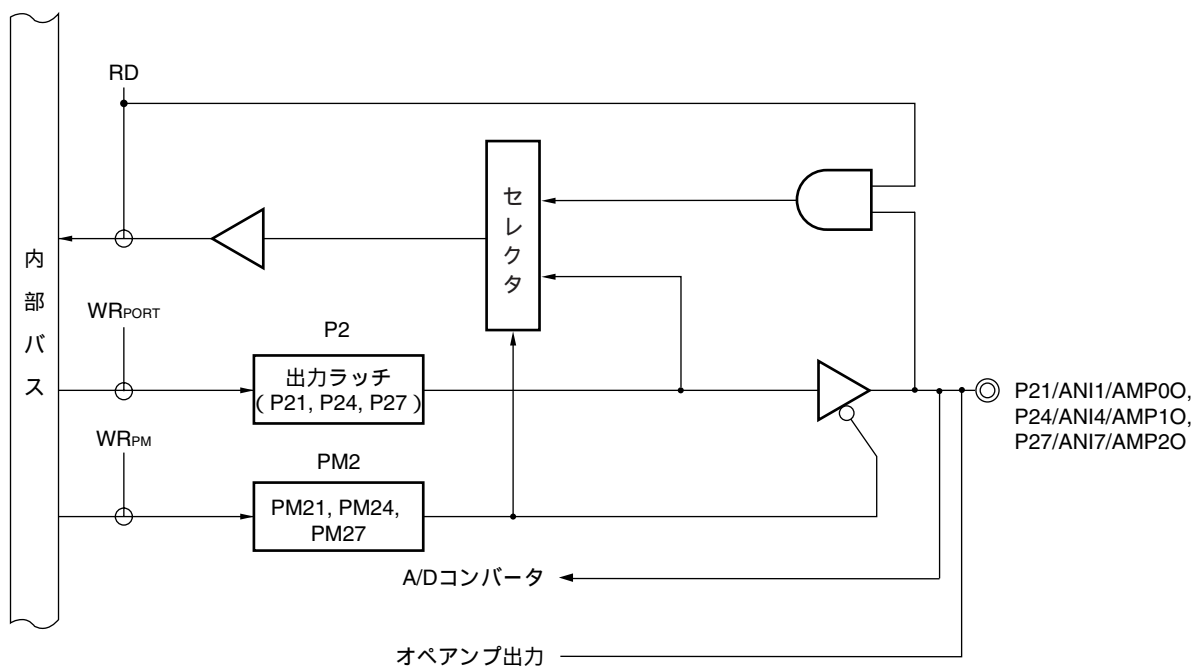 RD
セレクタ
内部バス
WRPORT
P2
出力ラッチ
( P21, P24, P27 )
P21/ANI1/AMP0O,
P24/ANI4/AMP1O,
P27/ANI7/AMP2O
WRPM
PM2
PM21, PM24,
PM27
A/Dコンバータ
オペアンプ出力